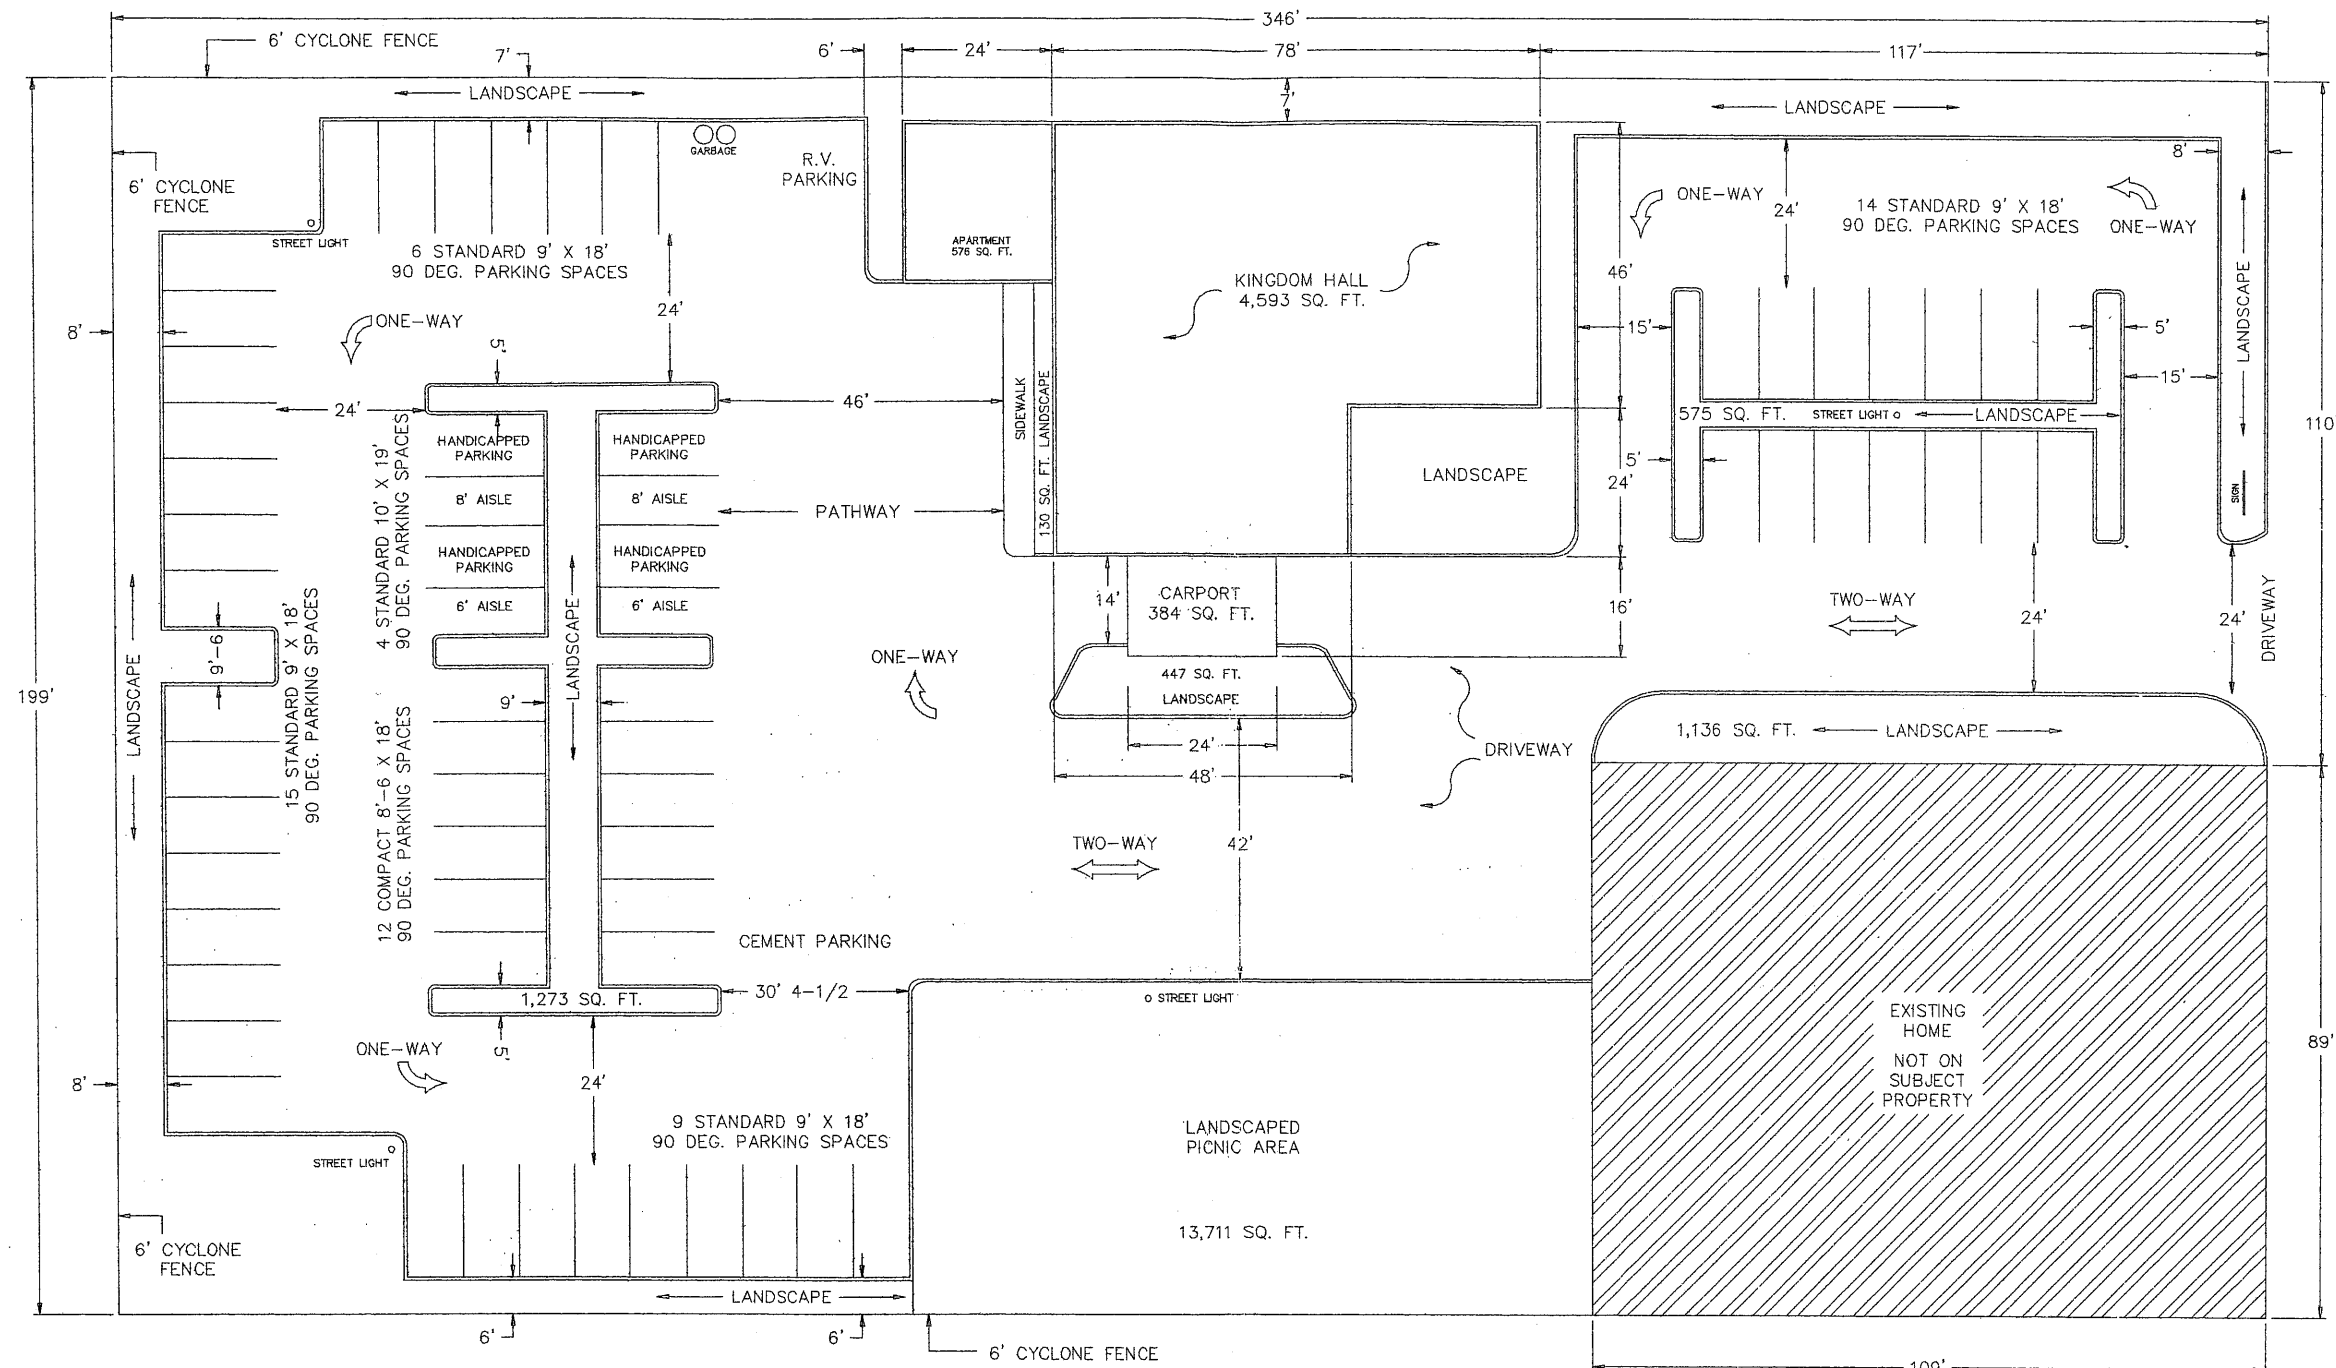 346'
6' CYCLONE FENCE
7'
6'
24'
78'
117'
LANDSCAPE
7'
LANDSCAPE
6' CYCLONE
FENCE
GARBAGE
R.V.
PARKING
8'
STREET LIGHT
6 STANDARD 9' X 18'
90 DEG. PARKING SPACES
APARTMENT
576 SQ. FT.
KINGDOM HALL
4,593 SQ. FT.
46'
ONE-WAY
24'
14 STANDARD 9' X 18'
90 DEG. PARKING SPACES
ONE-WAY
LANDSCAPE
8'
ONE-WAY
24'
5'
15'
5'
15'
24'
46'
SIDEWALK
130 SQ. FT. LANDSCAPE
575 SQ. FT.
STREET LIGHT
LANDSCAPE
110
HANDICAPPED
PARKING
HANDICAPPED
PARKING
4 STANDARD 10' X 19'
90 DEG. PARKING SPACES
8' AISLE
8' AISLE
PATHWAY
LANDSCAPE
5'
24'
SIGN
HANDICAPPED
PARKING
HANDICAPPED
PARKING
6' AISLE
6' AISLE
14'
CARPORT
384 SQ. FT.
16'
TWO-WAY
24'
24'
DRIVEWAY
199'
LANDSCAPE
9'-6
15 STANDARD 9' X 18'
90 DEG. PARKING SPACES
LANDSCAPE
ONE-WAY
447 SQ. FT.
LANDSCAPE
9'
12 COMPACT 8'-6 X 18'
90 DEG. PARKING SPACES
24'
48'
DRIVEWAY
1,136 SQ. FT.
LANDSCAPE
TWO-WAY
42'
CEMENT PARKING
1,273 SQ. FT.
30' 4-1/2
STREET LIGHT
EXISTING
HOME
NOT ON
SUBJECT
PROPERTY
89'
ONE-WAY
5'
24'
8'
9 STANDARD 9' X 18'
90 DEG. PARKING SPACES
LANDSCAPED
PICNIC AREA
STREET LIGHT
13,711 SQ. FT.
6' CYCLONE
FENCE
LANDSCAPE
6'
6'
6' CYCLONE FENCE
109'